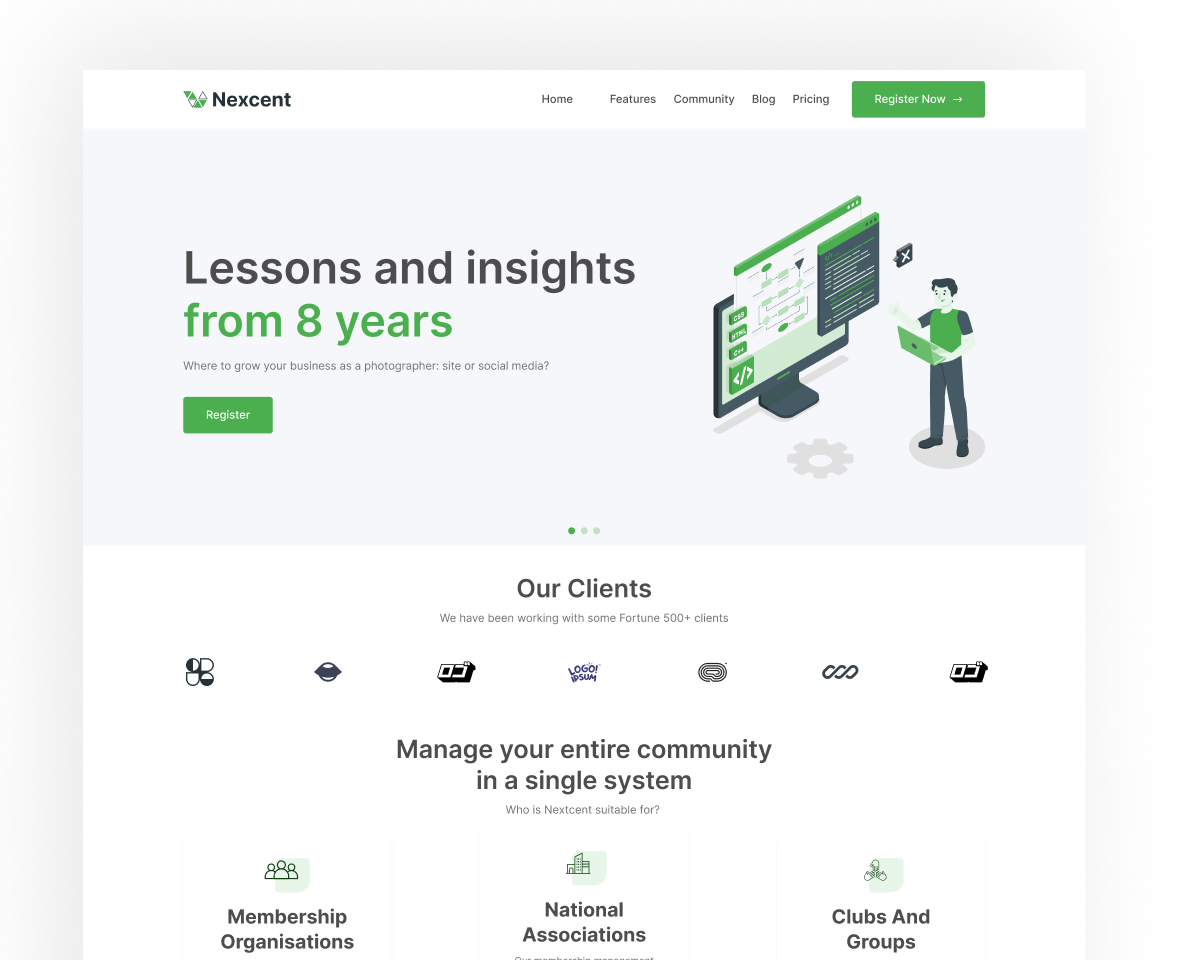 Nexcent
Home Features Community Blog Pricing Register Now →
Lessons and insights
from 8 years
Where to grow your business as a photographer: site or social media?
Register
CSS
HTML
C++
</>
Our Clients
We have been working with some Fortune 500+ clients
LOGO!
IPSUM
Manage your entire community
in a single system
Who is Nextcent suitable for?
Membership
Organisations
National
Associations
Our membership management
Clubs And
Groups